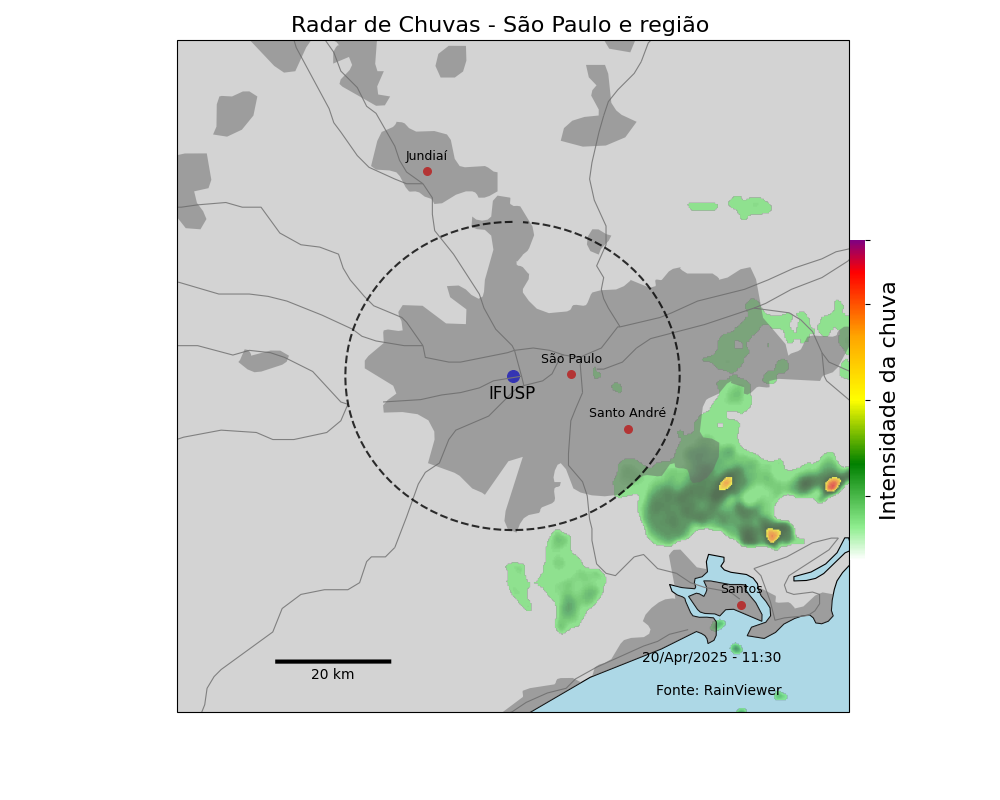 Radar de Chuvas - São Paulo e região
Jundiaí
São Paulo
IFUSP
Santo André
Intensidade da chuva
Santos
20/Apr/2025 - 11:30
20 km
Fonte: RainViewer